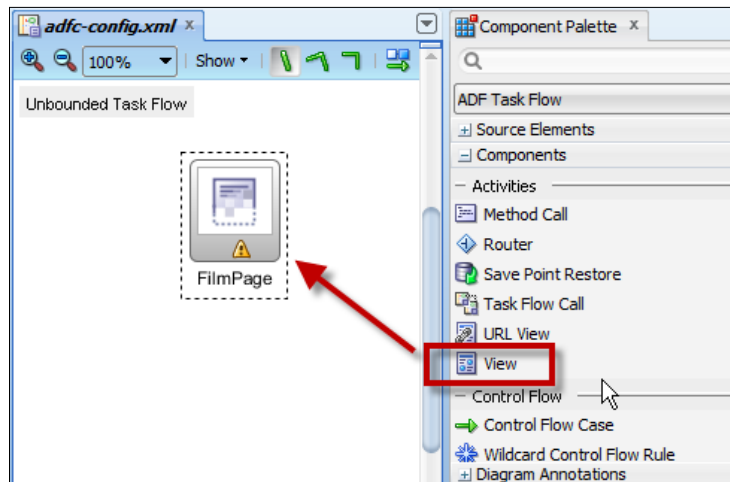 adfc-config.xml
100%
Show
Unbounded Task Flow
FilmPage
Component Palette
ADF Task Flow
Source Elements
Components
Activities
Method Call
Router
Save Point Restore
Task Flow Call
URL View
View
Control Flow
Control Flow Case
Wildcard Control Flow Rule
Diagram Annotations